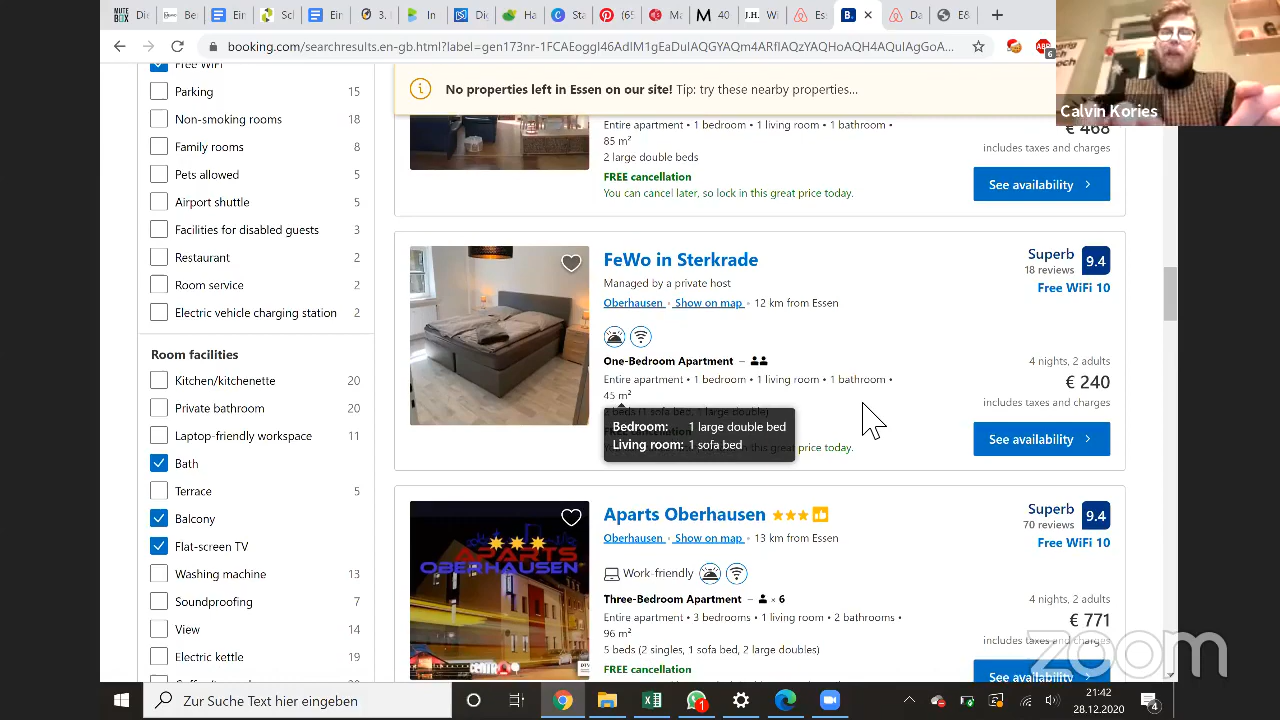 booking.com/searchresults.en-gb.html?label=gen173nr-1FCAEoggI46AdIM1gEaDuIAQGYAQm4ARfAQzYAQHoAQH4AQuIAgGoA...
Calvin Kories
Free WiFi
Parking 15
Non-smoking rooms 18
Family rooms 8
Pets allowed 5
Airport shuttle 5
Facilities for disabled guests 3
Restaurant 2
Room service 2
Electric vehicle charging station 2
Room facilities
Kitchen/kitchenette 20
Private bathroom 20
Laptop-friendly workspace 11
Bath
Terrace 5
Balcony
Flat-screen TV
Washing machine 13
Soundproofing 7
View 14
Electric kettle 19
No properties left in Essen on our site! Tip: try these nearby properties...
Entire apartment • 1 bedroom • 1 living room • 1 bathroom •
85 m²
2 large double beds
FREE cancellation
You can cancel later, so lock in this great price today.
€ 468
includes taxes and charges
See availability
FeWo in Sterkrade
Managed by a private host
Oberhausen • Show on map • 12 km from Essen
Superb 9.4
18 reviews
Free WiFi 10
One-Bedroom Apartment –
Entire apartment • 1 bedroom • 1 living room • 1 bathroom •
45 m²
2 beds (1 sofa bed, 1 large double)
Bedroom: 1 large double bed
Living room: 1 sofa bed
in this great price today.
4 nights, 2 adults
€ 240
includes taxes and charges
See availability
APARTS
OBERHAUSEN
Aparts Oberhausen
Oberhausen • Show on map • 13 km from Essen
Superb 9.4
70 reviews
Free WiFi 10
Work-friendly
Three-Bedroom Apartment – × 6
Entire apartment • 3 bedrooms • 1 living room • 2 bathrooms •
96 m²
5 beds (2 singles, 1 sofa bed, 2 large doubles)
FREE cancellation
4 nights, 2 adults
€ 771
includes taxes and charges
See availability
zoom
Zur Suche Text hier eingeben
21:42
28.12.2020